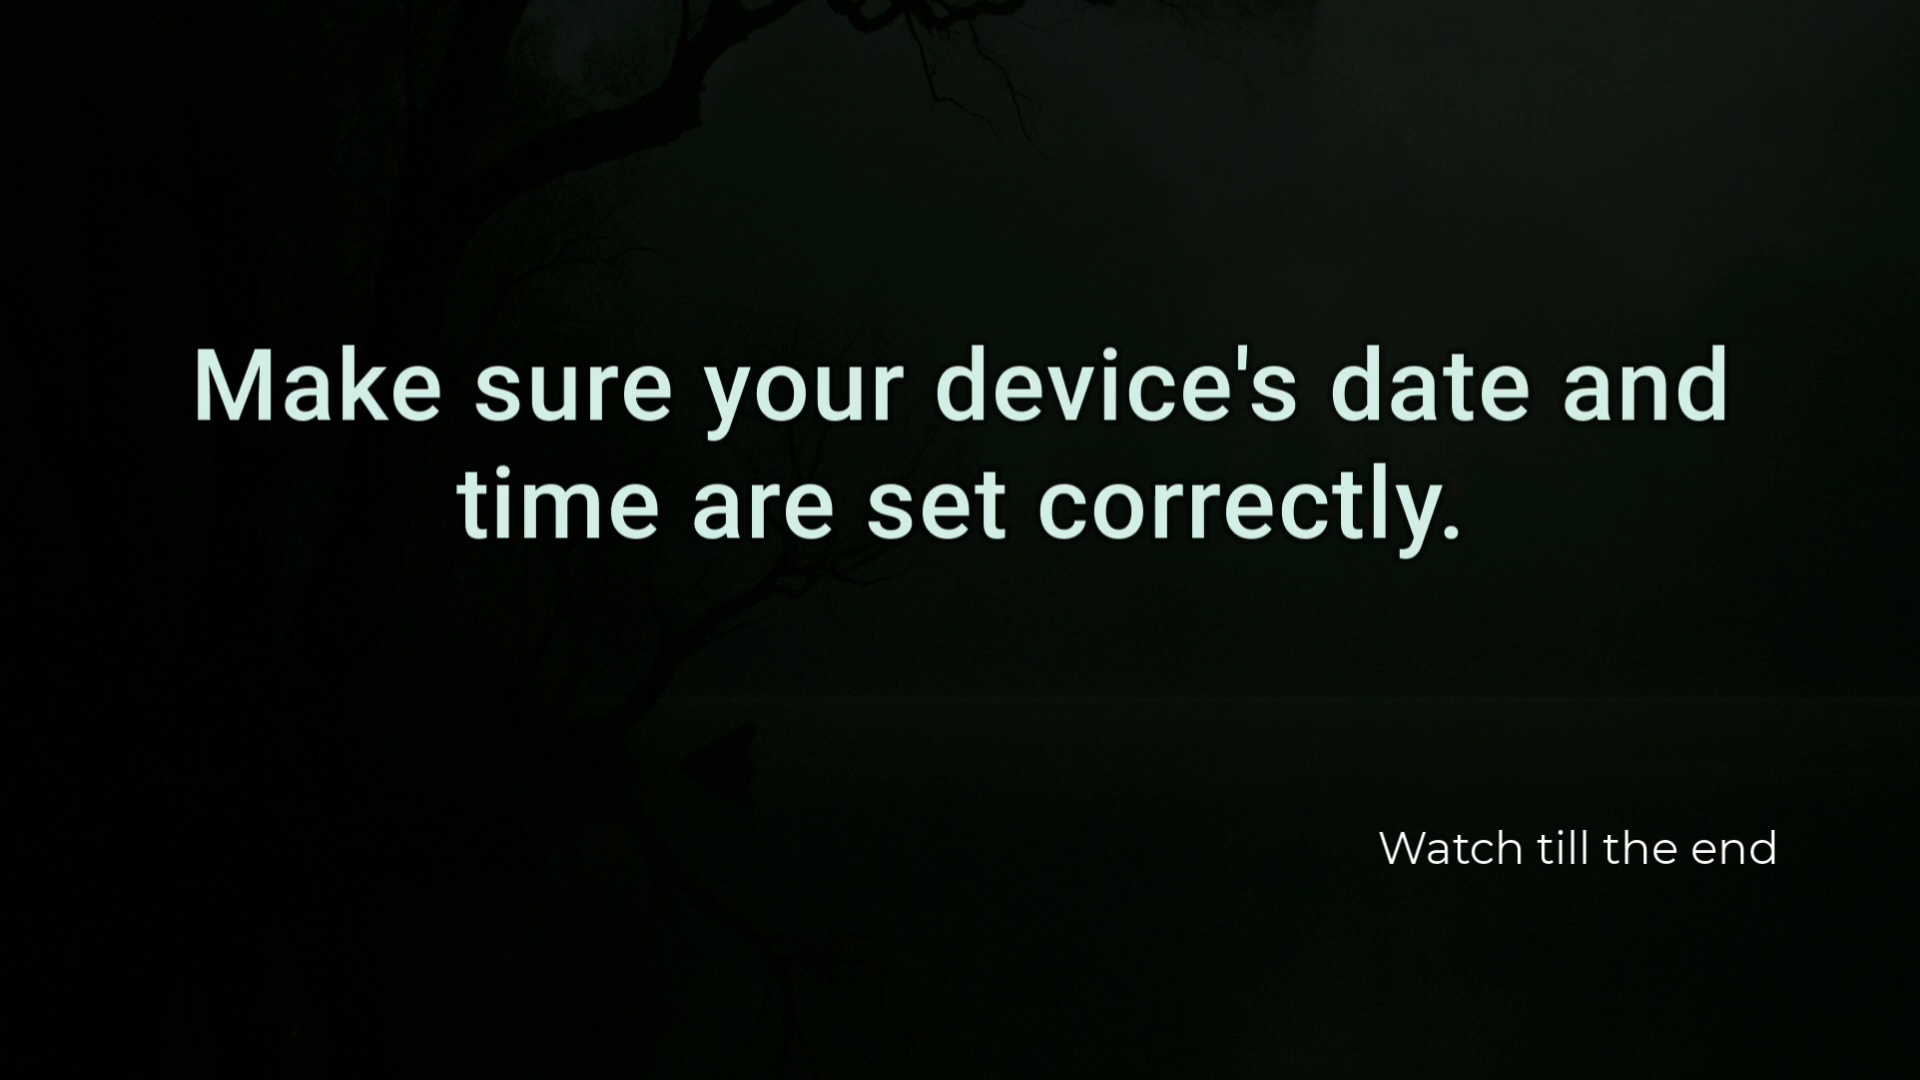 Make sure your device's date and
time are set correctly.
Watch till the end